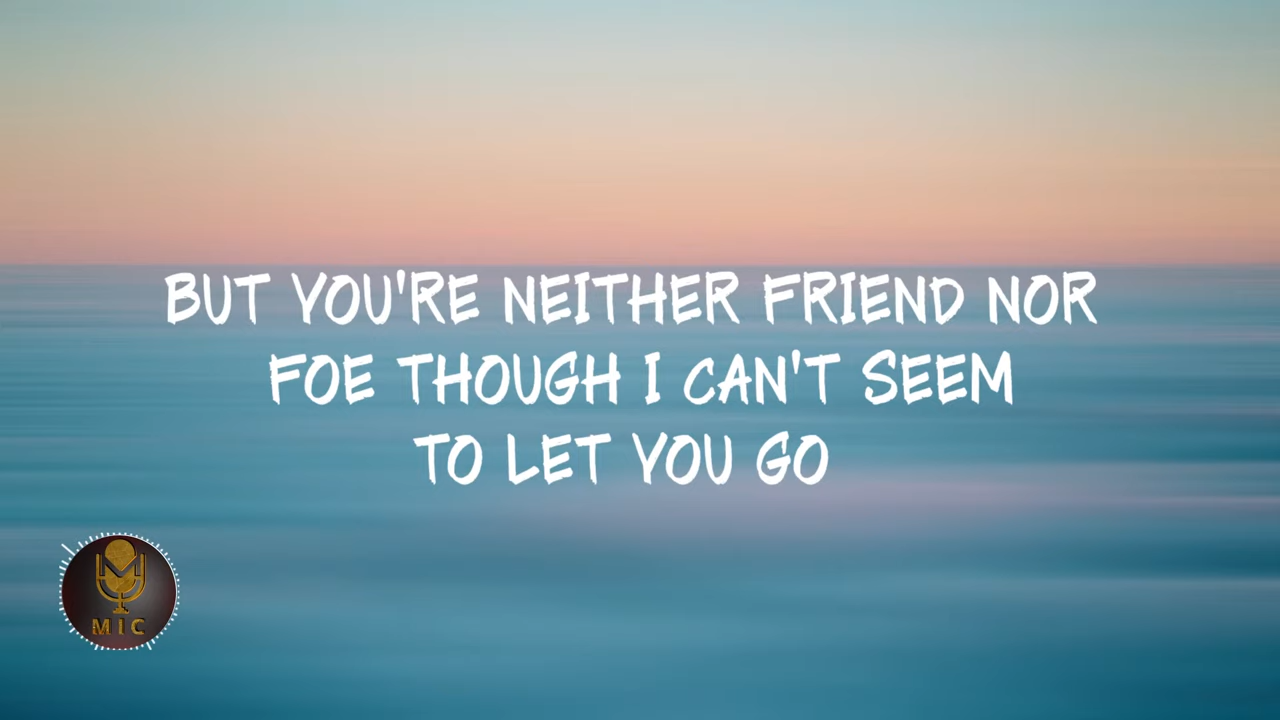 BUT YOU'RE NEITHER FRIEND NOR
FOE THOUGH I CAN'T SEEM
TO LET YOU GO
MIC